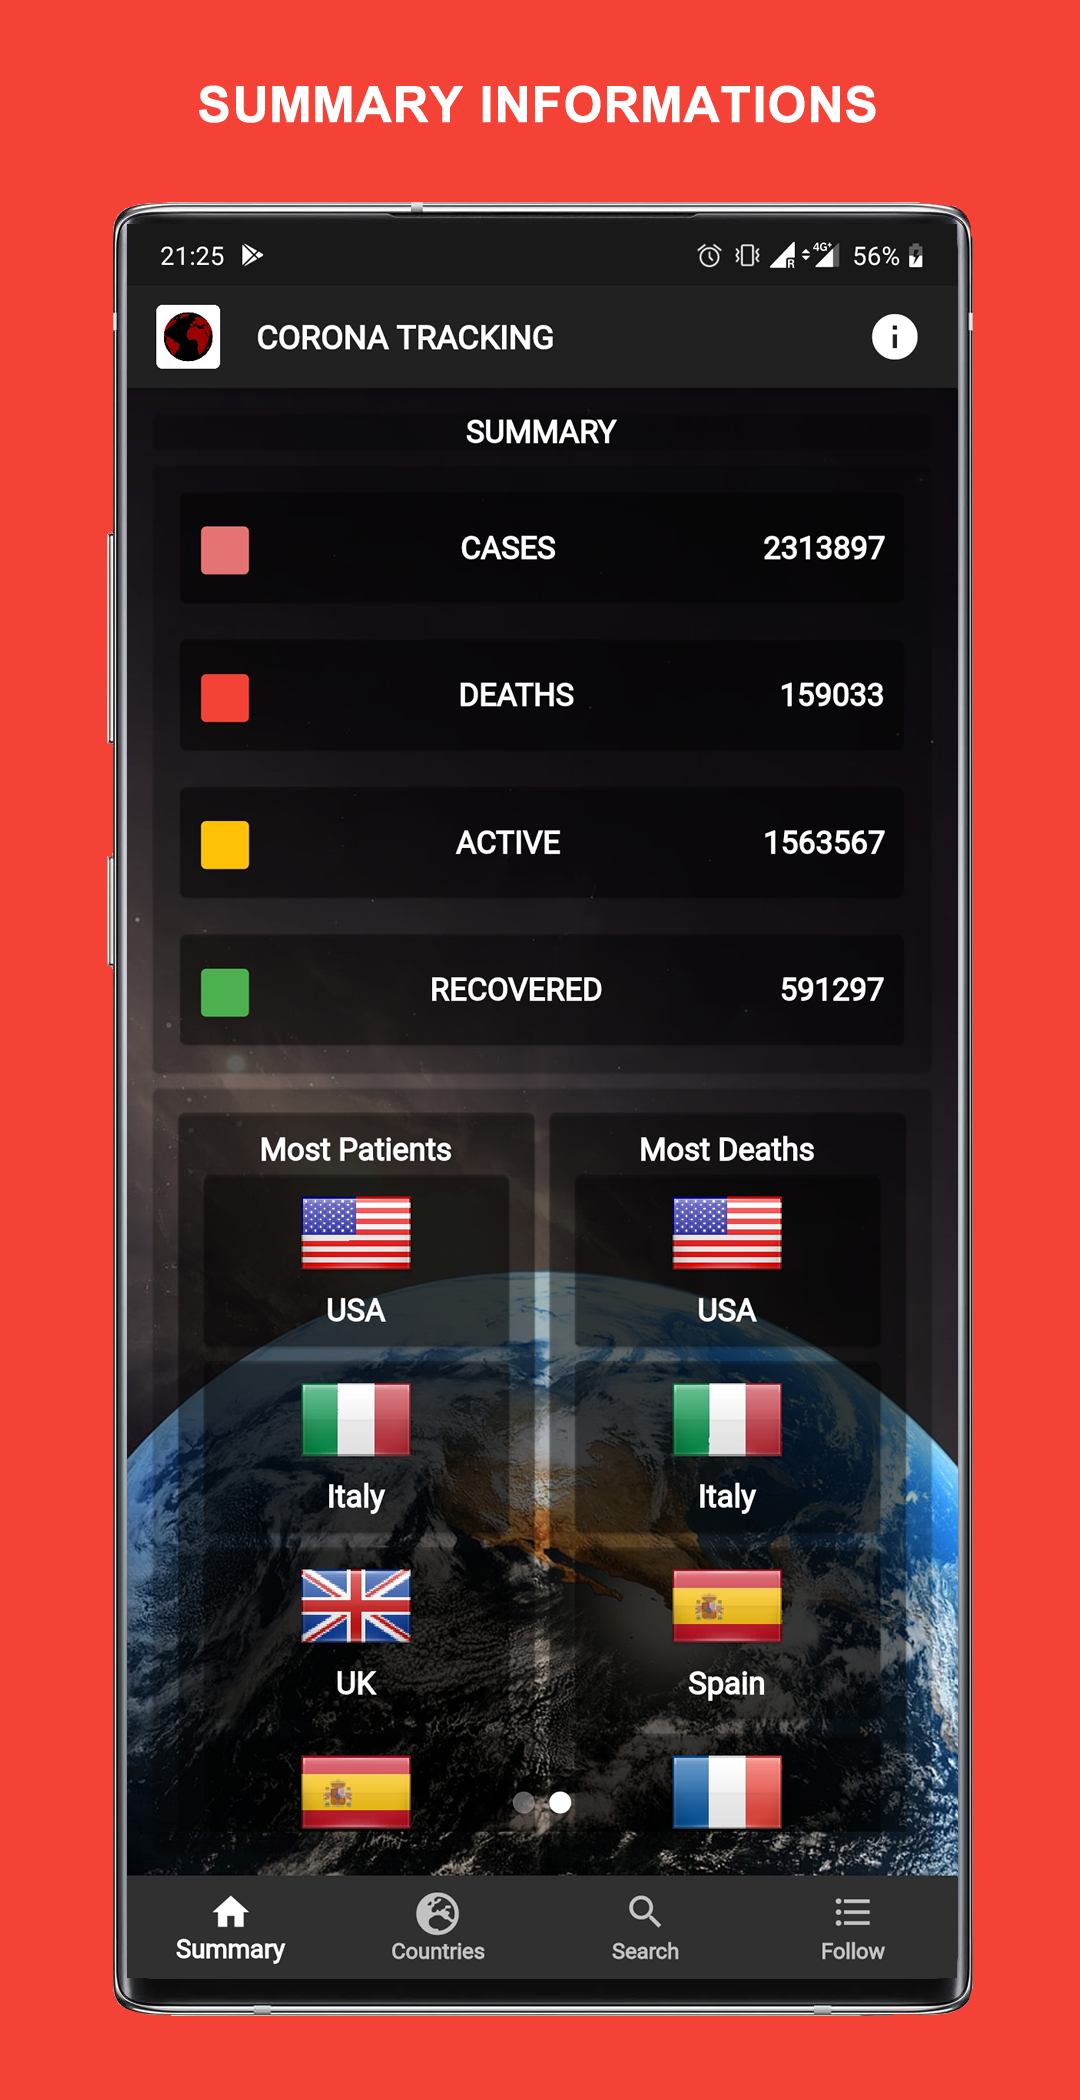 SUMMARY INFORMATIONS
21:25
4G+ 56%
R
CORONA TRACKING
i
SUMMARY
CASES 2313897
DEATHS 159033
ACTIVE 1563567
RECOVERED 591297
Most Patients
USA
Italy
UK
Most Deaths
USA
Italy
Spain
Summary
Countries
Search
Follow